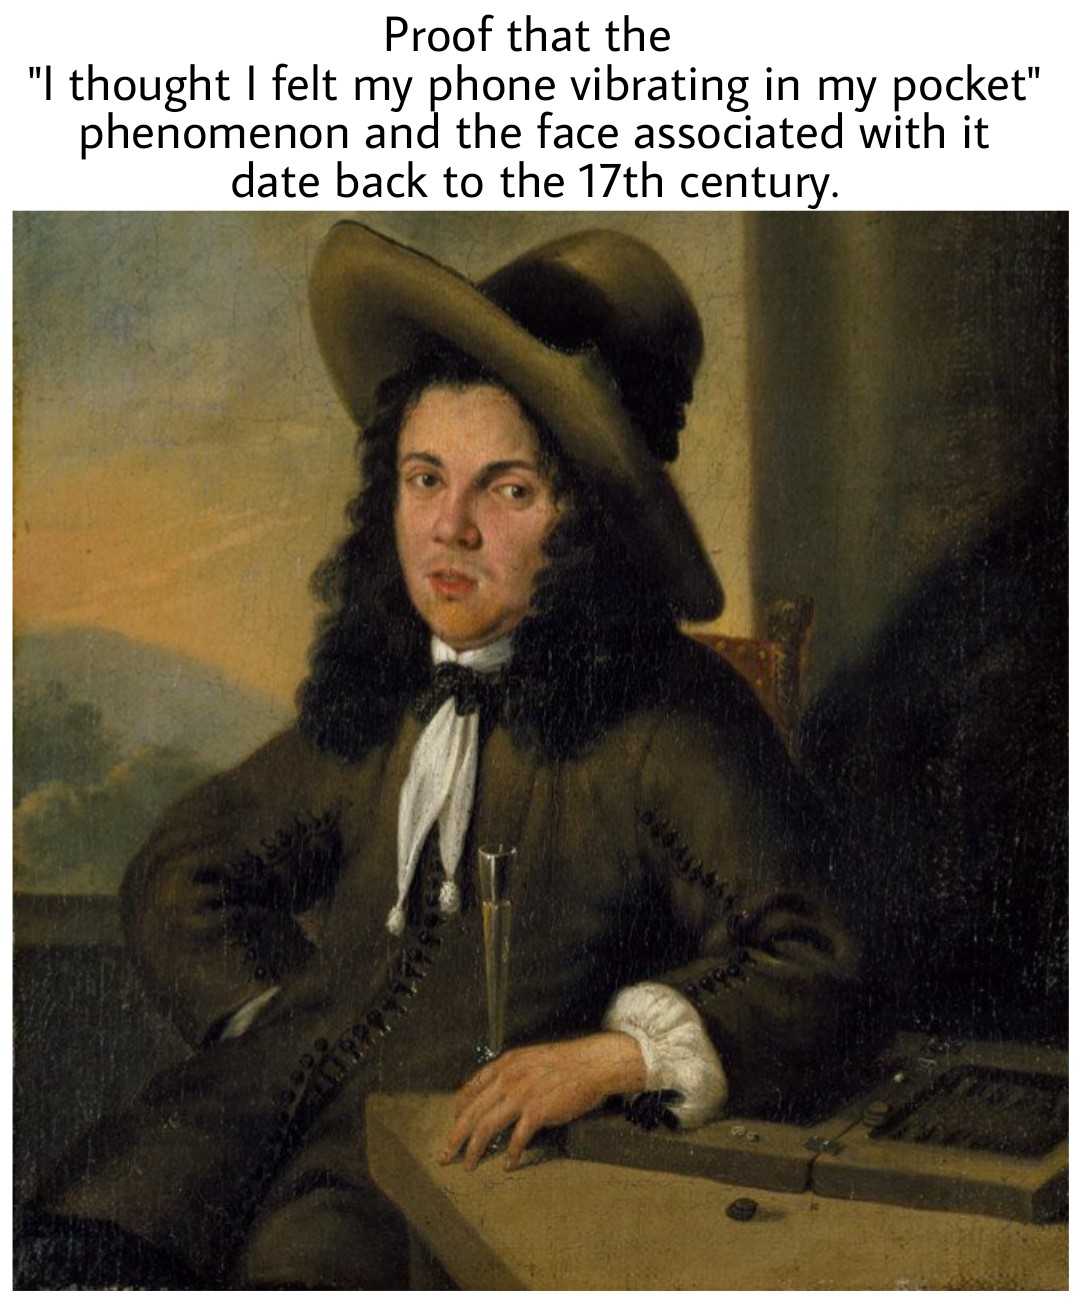 Proof that the
"I thought I felt my phone vibrating in my pocket"
phenomenon and the face associated with it
date back to the 17th century.